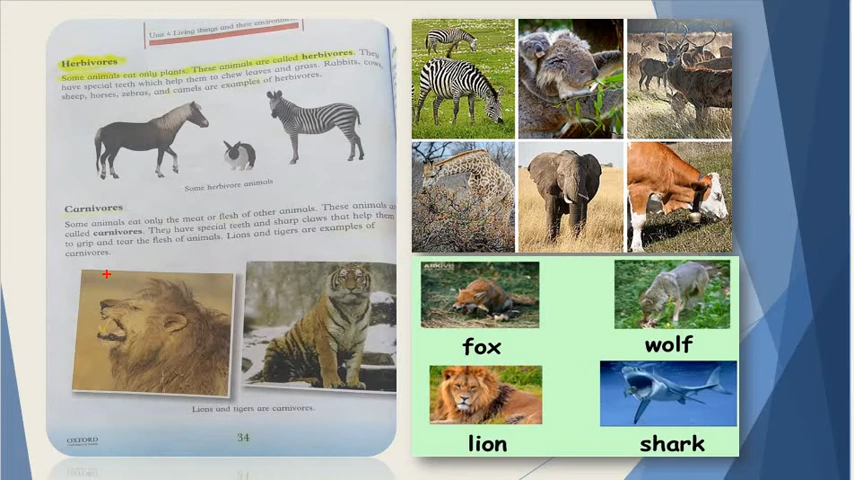 Unit 4 Living things and their environment
Herbivores
Some animals eat only plants. These animals are called herbivores. They
have special teeth which help them to chew leaves and grass. Rabbits, cows,
sheep, horses, zebras, and camels are examples of herbivores.
Some herbivore animals
Carnivores
Some animals eat only the meat or flesh of other animals. These animals a
called carnivores. They have special teeth and sharp claws that help them
to grip and tear the flesh of animals. Lions and tigers are examples of
carnivores.
Lions and tigers are carnivores.
OXFORD
34
ARKIVE
fox
wolf
lion
shark